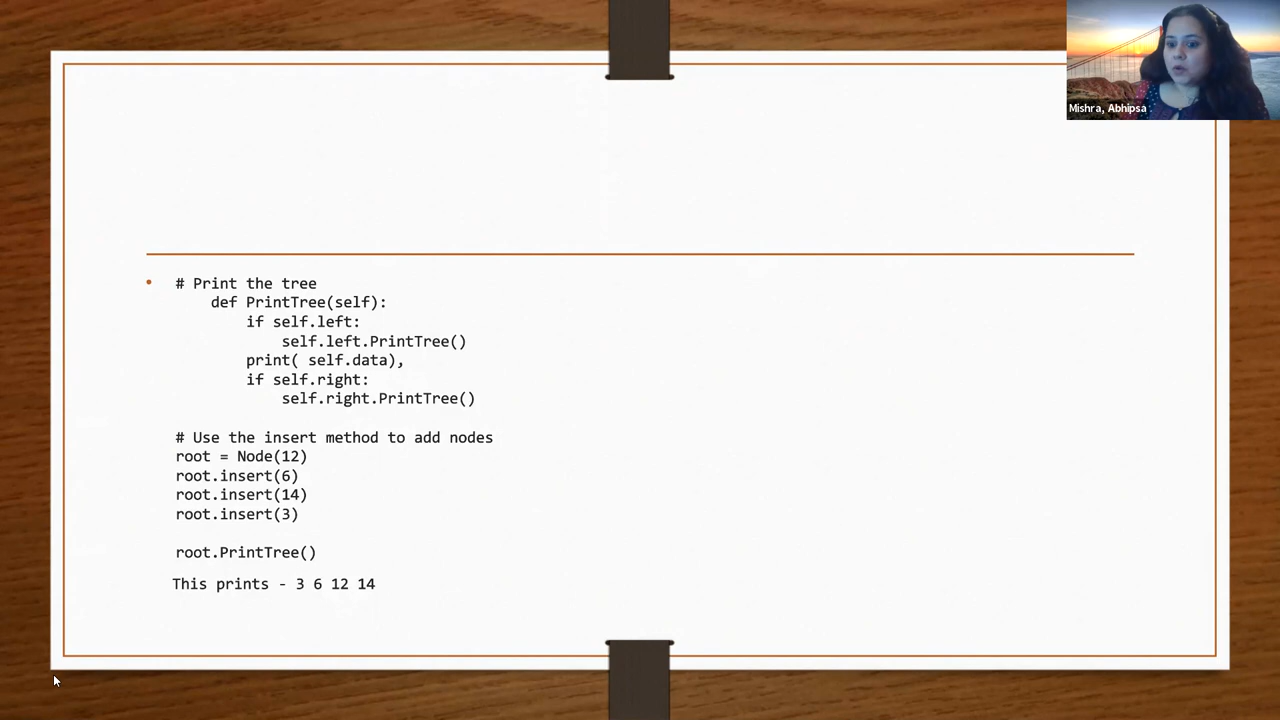 Mishra, Abhipsa
• # Print the tree
    def PrintTree(self):
        if self.left:
            self.left.PrintTree()
        print( self.data),
        if self.right:
            self.right.PrintTree()
# Use the insert method to add nodes
root = Node(12)
root.insert(6)
root.insert(14)
root.insert(3)
root.PrintTree()
This prints - 3 6 12 14